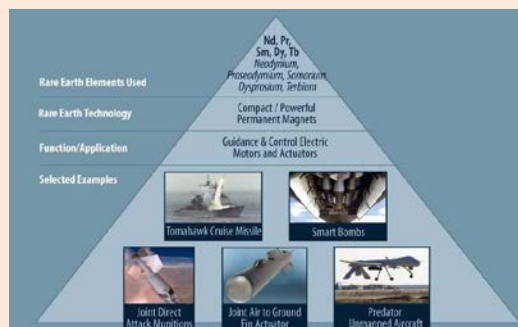 Nd, Pr,
Sm, Dy, Tb
Neodynium,
Proseodymium, Samarium
Dysprosium, Terbium
Rare Earth Elements Used
Rare Earth Technology
Compact / Powerful
Permanent Magnets
Function/Application
Guidance & Control Electric
Motors and Actuators
Selected Examples
Tomahawk Cruise Missile
Smart Bombs
Joint Direct
Attack Munitions
Joint Air to Ground
Fin Actuator
Predator
Unmanned Aircraft